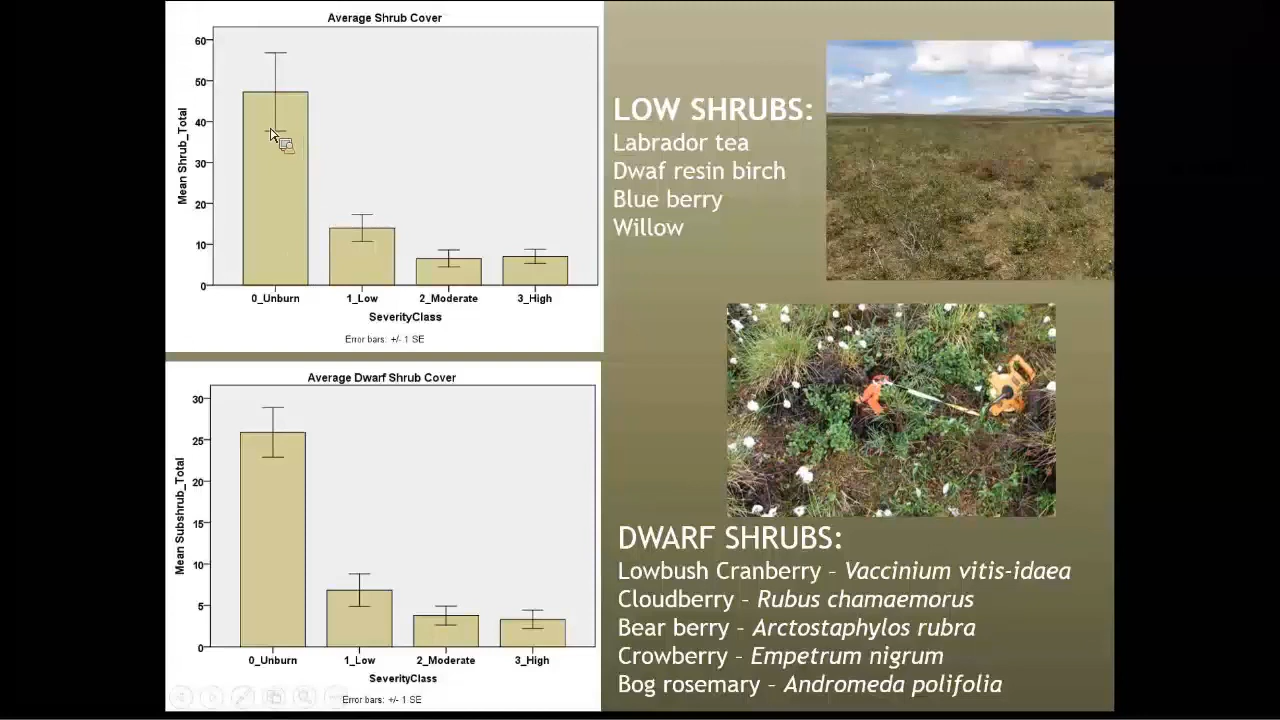 Average Shrub Cover
Mean Shrub_Total
60
50
40
30
20
10
0
0_Unburn 1_Low 2_Moderate 3_High
SeverityClass
Error bars: +/- 1 SE
LOW SHRUBS:
Labrador tea
Dwaf resin birch
Blue berry
Willow
Average Dwarf Shrub Cover
Mean Subshrub_Total
30
25
20
15
10
5
0
0_Unburn 1_Low 2_Moderate 3_High
SeverityClass
Error bars: +/- 1 SE
DWARF SHRUBS:
Lowbush Cranberry – Vaccinium vitis-idaea
Cloudberry – Rubus chamaemorus
Bear berry – Arctostaphylos rubra
Crowberry – Empetrum nigrum
Bog rosemary – Andromeda polifolia